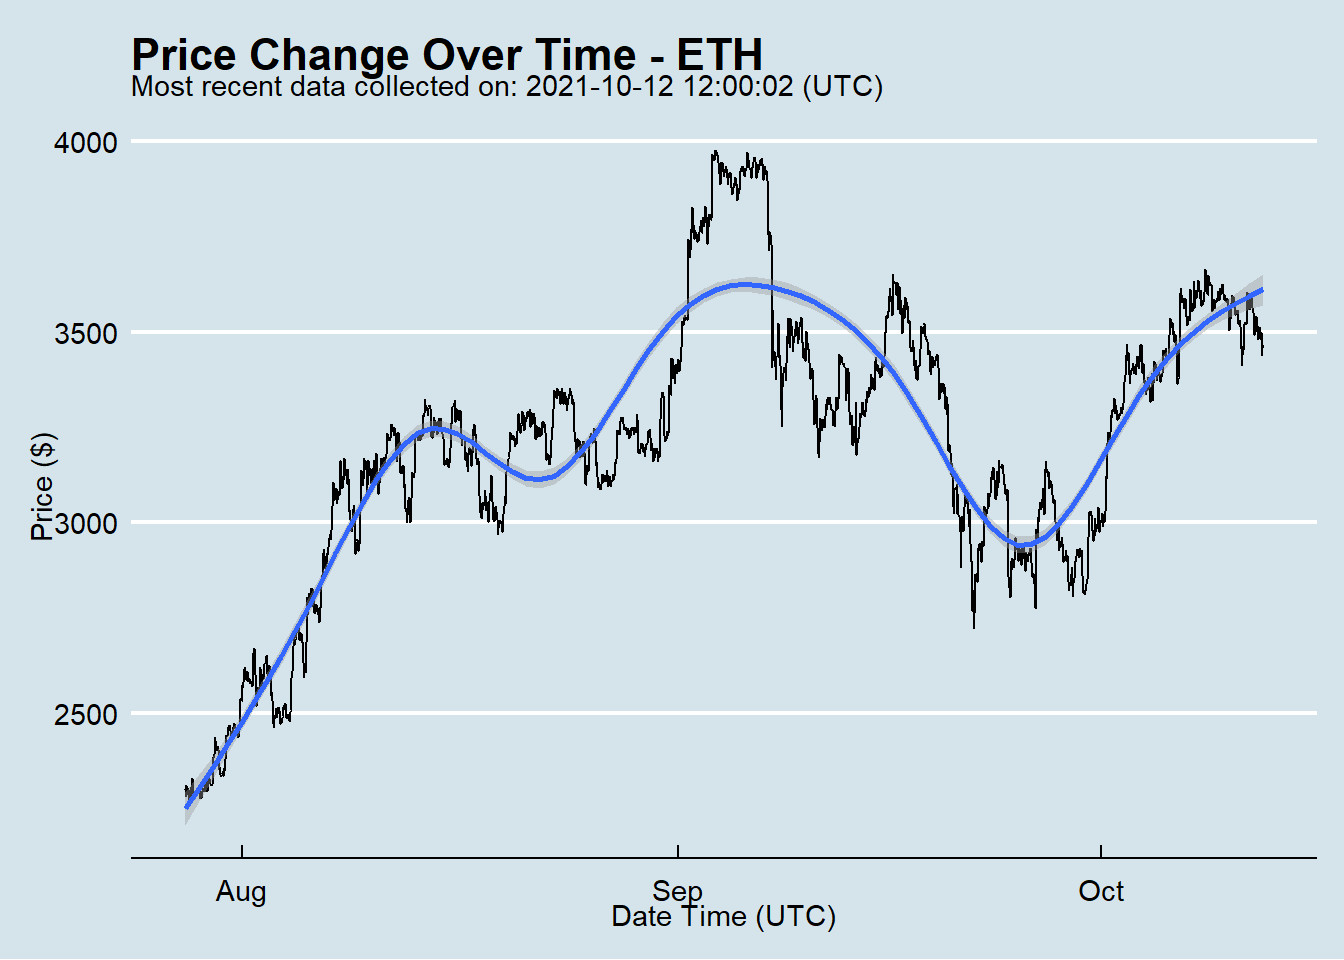 Price Change Over Time - ETH
Most recent data collected on: 2021-10-12 12:00:02 (UTC)
4000
3500
3000
2500
Price ($)
Aug
Sep
Oct
Date Time (UTC)